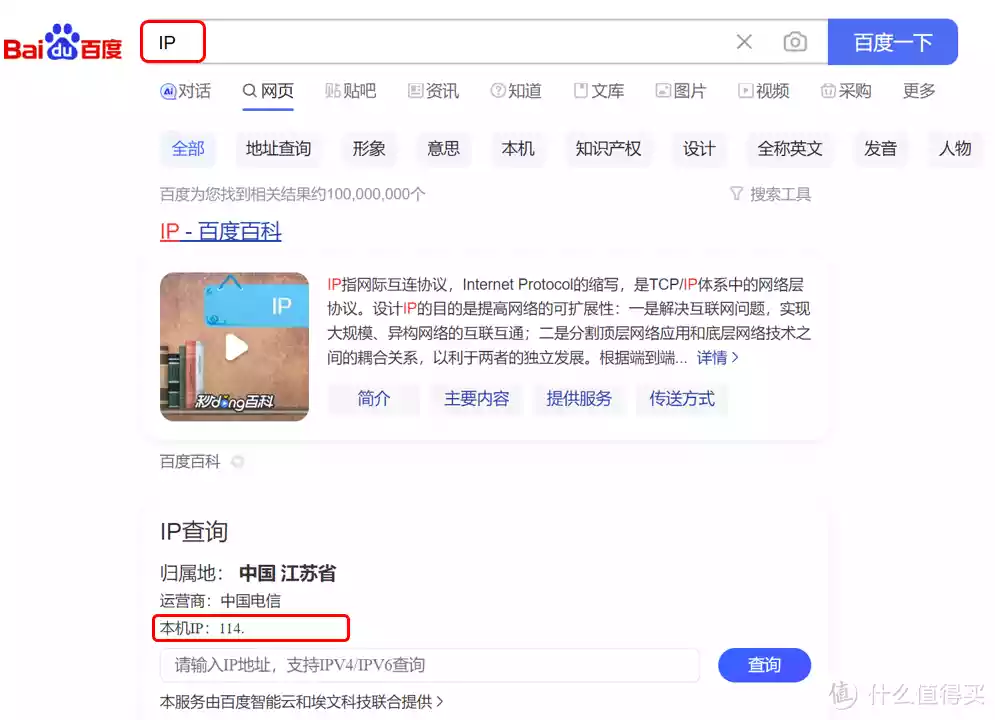 Bai du 百度
IP
百度一下
Ai 对话 网页 贴 贴吧 资讯 知道 文库 图片 视频 采购 更多
全部 地址查询 形象 意思 本机 知识产权 设计 全称英文 发音 人物
百度为您找到相关结果约100,000,000个 搜索工具
IP - 百度百科
IP
秒dong百科
IP指网际互连协议，Internet Protocol的缩写，是TCP/IP体系中的网络层
协议。设计IP的目的是提高网络的可扩展性：一是解决互联网问题，实现
大规模、异构网络的互联互通；二是分割顶层网络应用和底层网络技术之
间的耦合关系，以利于两者的独立发展。根据端到端... 详情 >
简介 主要内容 提供服务 传送方式
百度百科
IP查询
归属地： 中国 江苏省
运营商：中国电信
本机IP：114.
请输入IP地址，支持IPV4/IPV6查询 查询
本服务由百度智能云和埃文科技联合提供 >
值 什么值得买